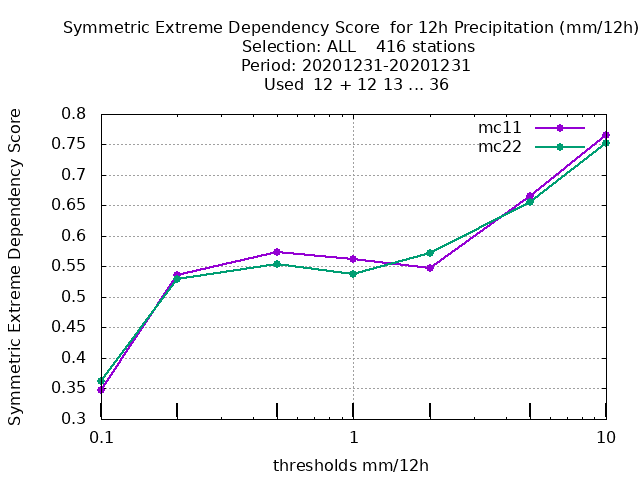 Symmetric Extreme Dependency Score  for 12h Precipitation (mm/12h)
Selection: ALL    416 stations
Period: 20201231-20201231
Used  12 + 12 13 ... 36
mc11
mc22
Symmetric Extreme Dependency Score
0.8
0.75
0.7
0.65
0.6
0.55
0.5
0.45
0.4
0.35
0.3
0.1 1 10
thresholds mm/12h